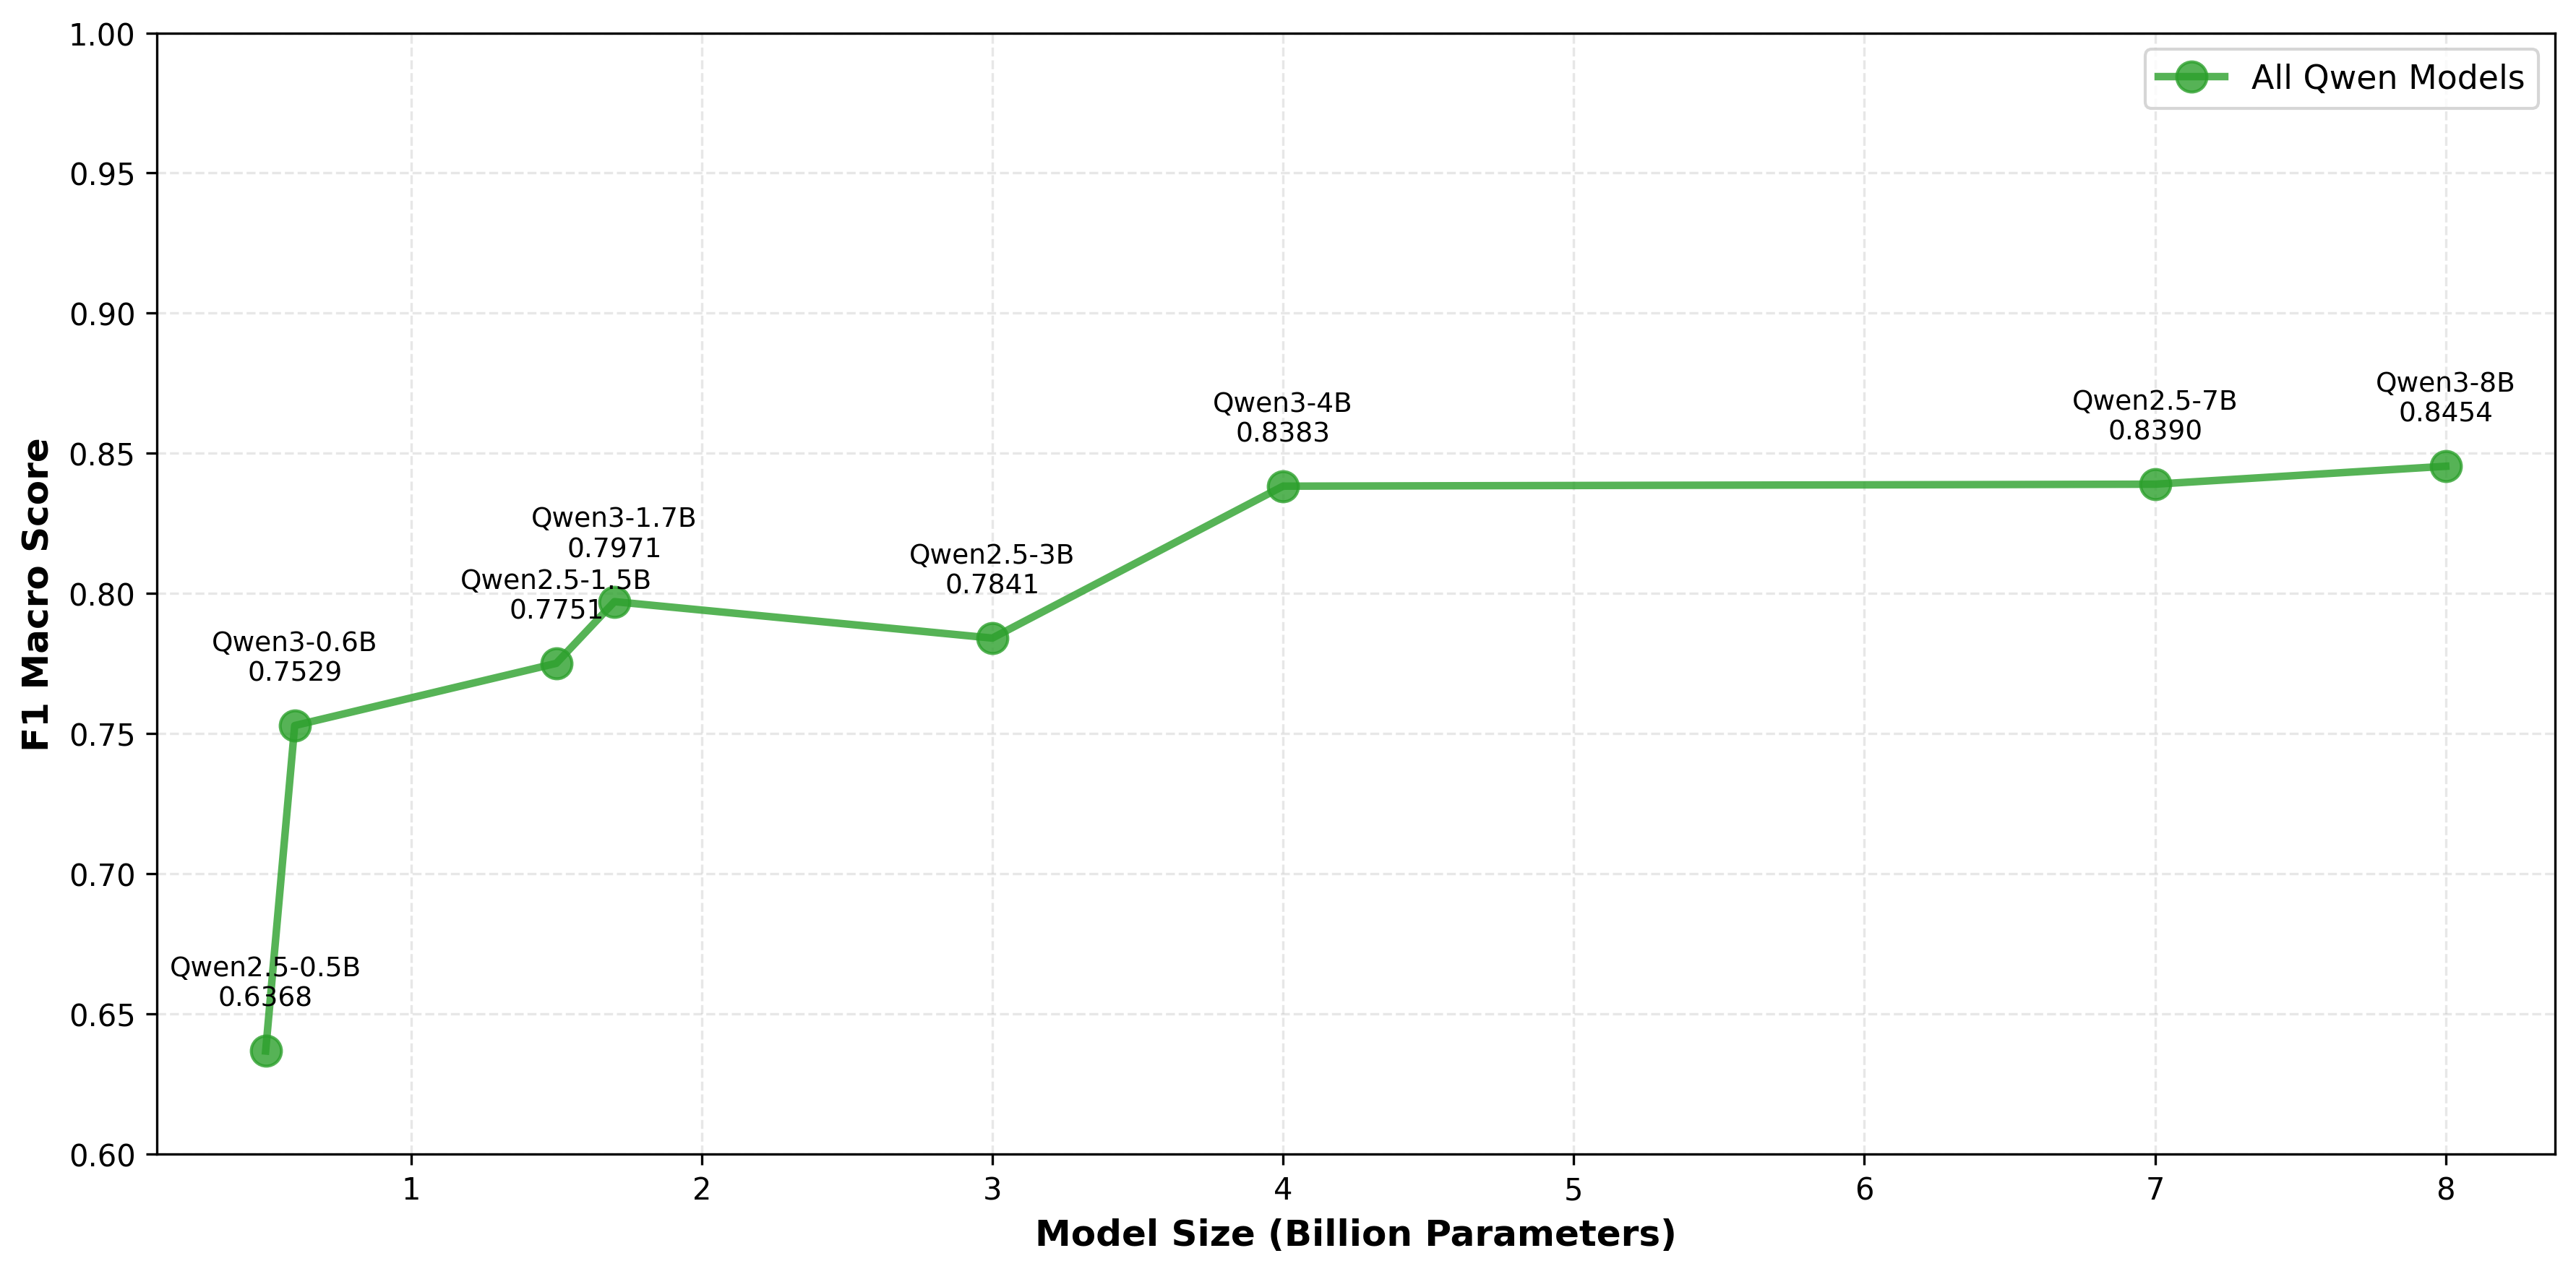 1.00
0.95
0.90
0.85
0.80
0.75
0.70
0.65
0.60
F1 Macro Score
All Qwen Models
Qwen2.5-0.5B
0.6368
Qwen3-0.6B
0.7529
Qwen2.5-1.5B
0.7751
Qwen3-1.7B
0.7971
Qwen2.5-3B
0.7841
Qwen3-4B
0.8383
Qwen2.5-7B
0.8390
Qwen3-8B
0.8454
1 2 3 4 5 6 7 8
Model Size (Billion Parameters)